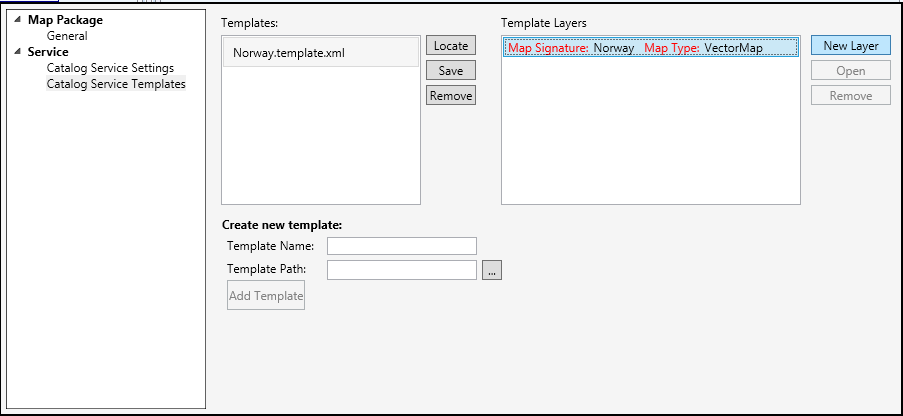 Map Package
General
Service
Catalog Service Settings
Catalog Service Templates
Templates:
Norway.template.xml
Locate
Save
Remove
Template Layers
Map Signature: Norway Map Type: VectorMap
New Layer
Open
Remove
Create new template:
Template Name:
Template Path:
...
Add Template